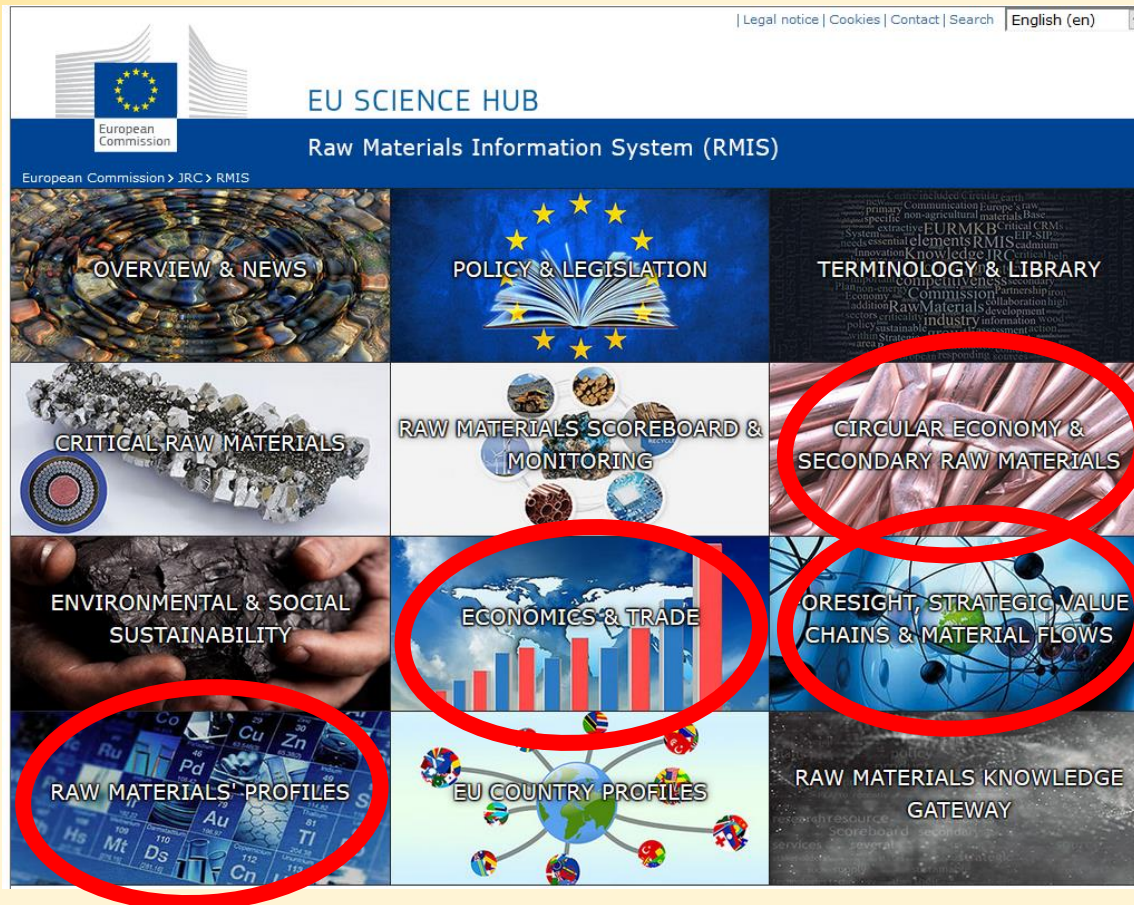 | Legal notice | Cookies | Contact | Search English (en)
European
Commission
EU SCIENCE HUB
Raw Materials Information System (RMIS)
European Commission > JRC > RMIS
OVERVIEW & NEWS
POLICY & LEGISLATION
TERMINOLOGY & LIBRARY
CRITICAL RAW MATERIALS
RAW MATERIALS SCOREBOARD &
MONITORING
CIRCULAR ECONOMY &
SECONDARY RAW MATERIALS
ENVIRONMENTAL & SOCIAL
SUSTAINABILITY
ECONOMICS & TRADE
ORESIGHT, STRATEGIC VALUE
CHAINS & MATERIAL FLOWS
RAW MATERIALS' PROFILES
EU COUNTRY PROFILES
RAW MATERIALS KNOWLEDGE
GATEWAY